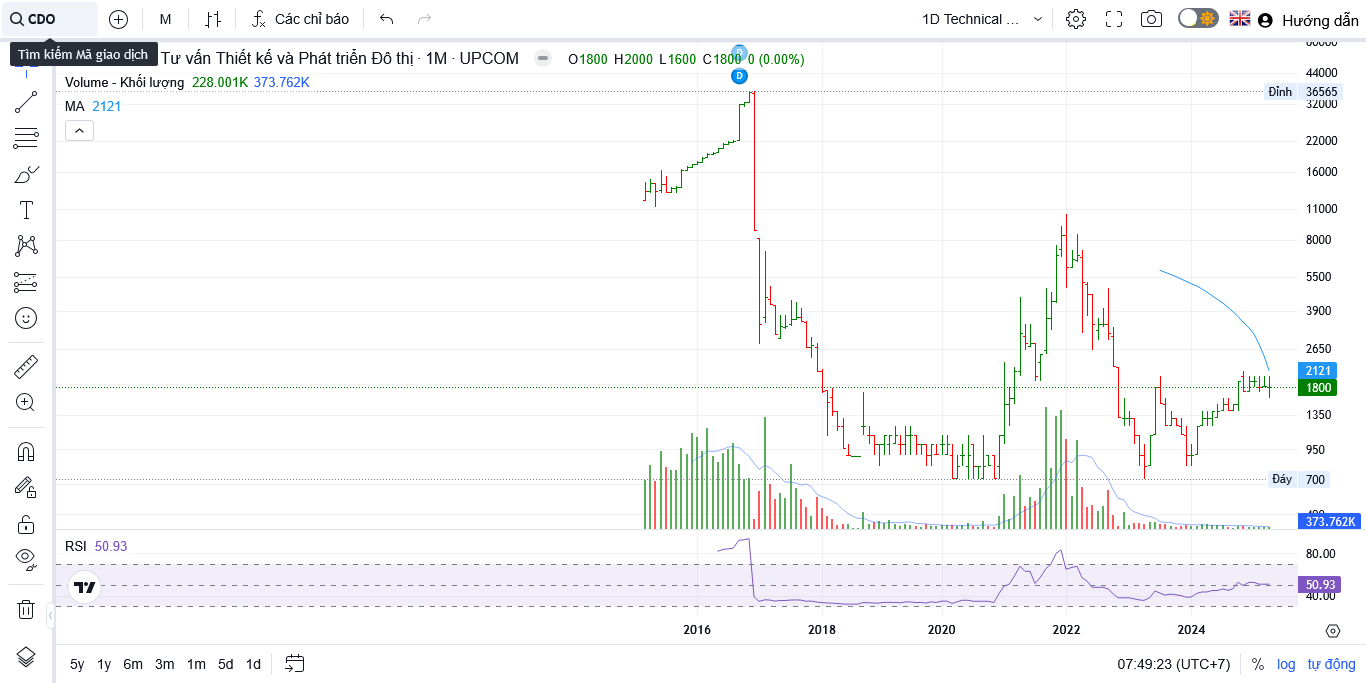 CDO
M
Các chỉ báo
1D Technical ...
Hướng dẫn
Tìm kiếm Mã giao dịch
Tư vấn Thiết kế và Phát triển Đô thị · 1M · UPCOM
O1800 H2000 L1600 C1800 0 (0.00%)
D
D
Volume - Khối lượng 228.001K 373.762K
MA 2121
60000
44000
Đỉnh 36565
32000
22000
16000
11000
8000
5500
3900
2650
2121
1800
1350
950
Đáy 700
400
373.762K
RSI 50.93
80.00
50.93
40.00
2016 2018 2020 2022 2024
5y 1y 6m 3m 1m 5d 1d
07:49:23 (UTC+7) % log tự động